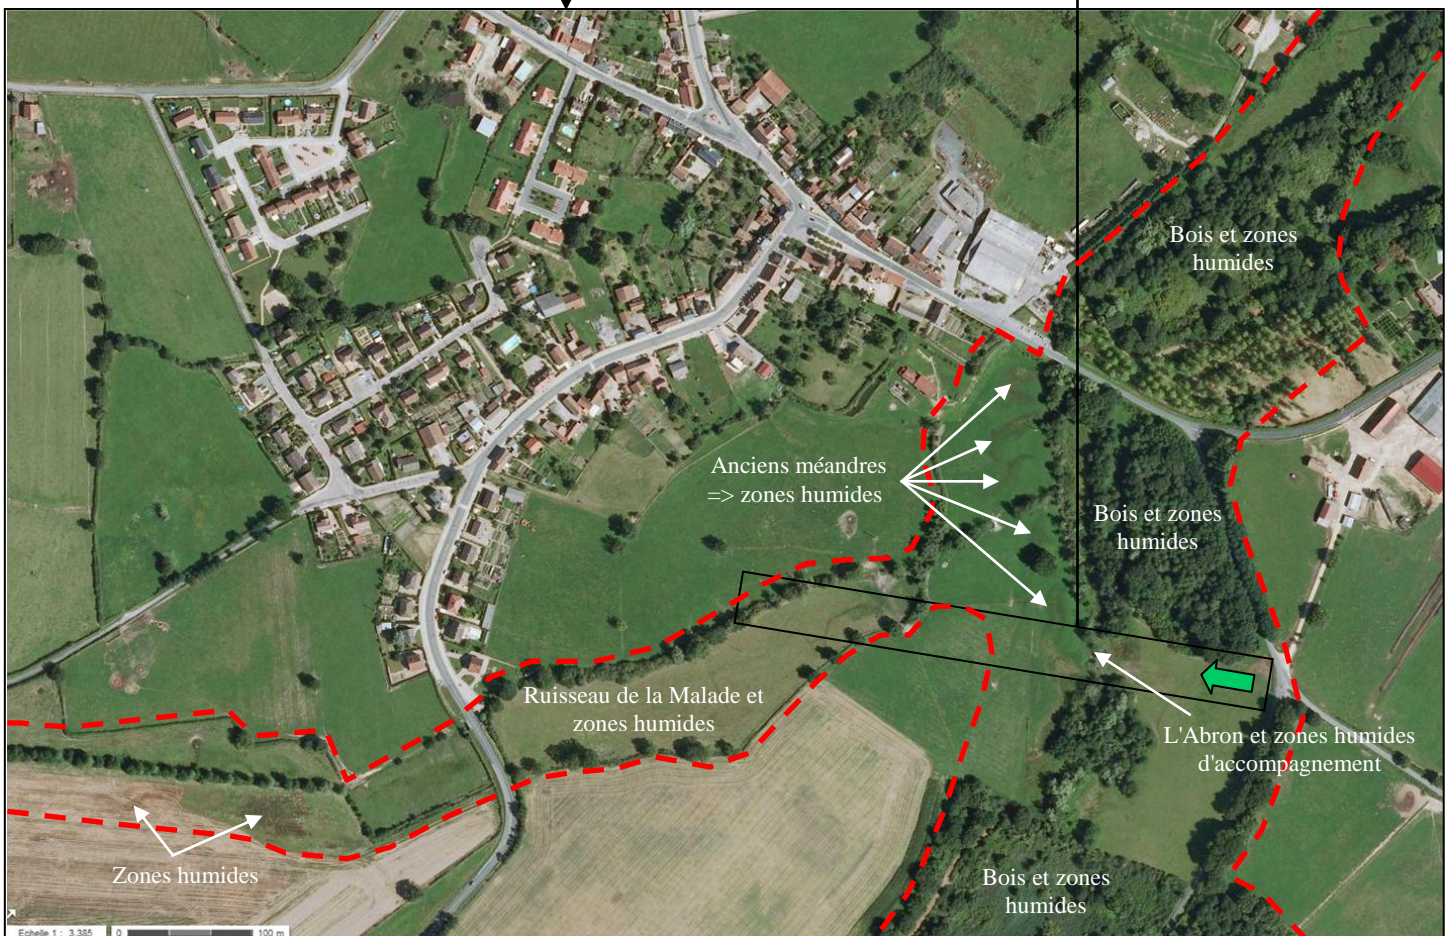 Bois et zones
humides
Anciens méandres
=> zones humides
Bois et zones
humides
Ruisseau de la Malade et
zones humides
L'Abron et zones humides
d'accompagnement
Zones humides
Bois et zones
humides
Echelle 1 : 3,385
0 100 m